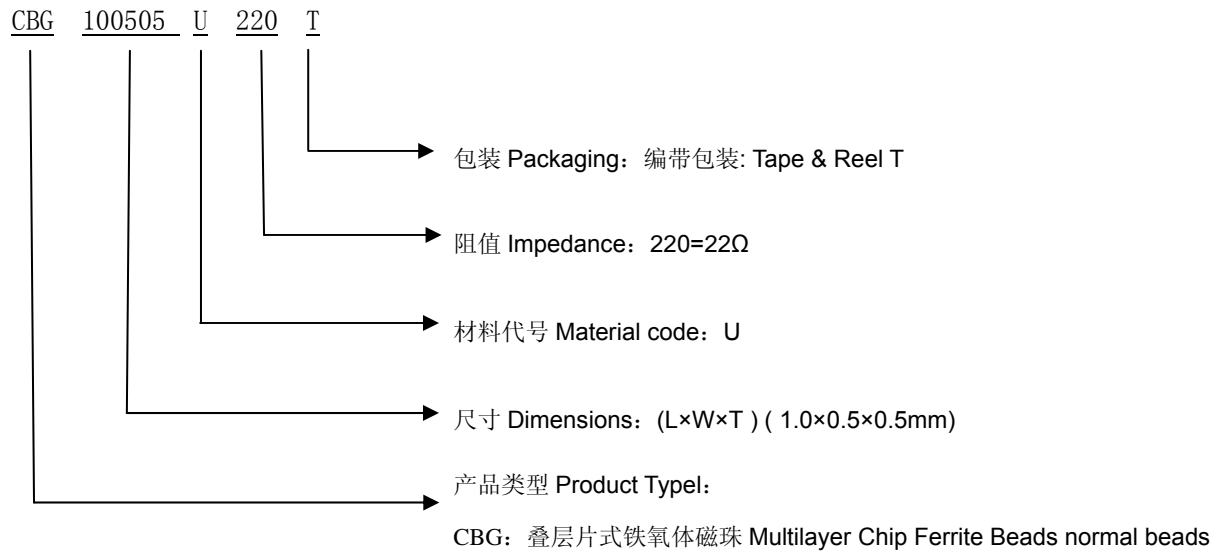 CBG 100505 U 220 T
包装 Packaging：编带包装: Tape & Reel T
阻值 Impedance：220=22Ω
材料代号 Material code：U
尺寸 Dimensions：(L×W×T ) ( 1.0×0.5×0.5mm)
产品类型 Product Typel：
CBG：叠层片式铁氧体磁珠 Multilayer Chip Ferrite Beads normal beads